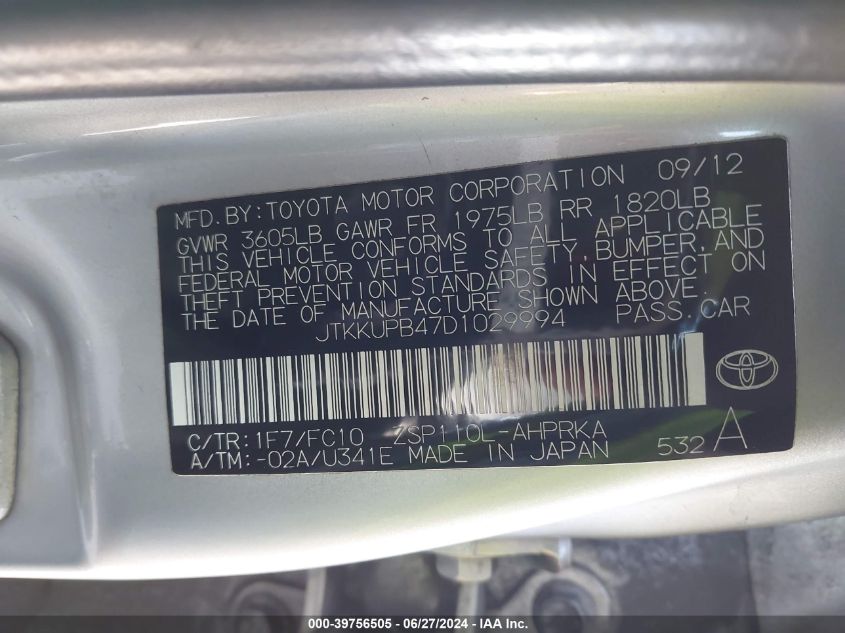 MFD. BY: TOYOTA MOTOR CORPORATION 09/12
GVWR 3605LB GAWR FR 1975LB RR 1820LB
THIS VEHICLE CONFORMS TO ALL APPLICABLE
FEDERAL MOTOR VEHICLE SAFETY, BUMPER, AND
THEFT PREVENTION STANDARDS IN EFFECT ON
THE DATE OF MANUFACTURE SHOWN ABOVE.
JTKKUPB47D1029994 PASS. CAR
C/TR: 1F7/FC10 ZSP110L-AHPRKA
A/TM: -02A/U341E MADE IN JAPAN 532 A
000-39756505 - 06/27/2024 - IAA, Inc.